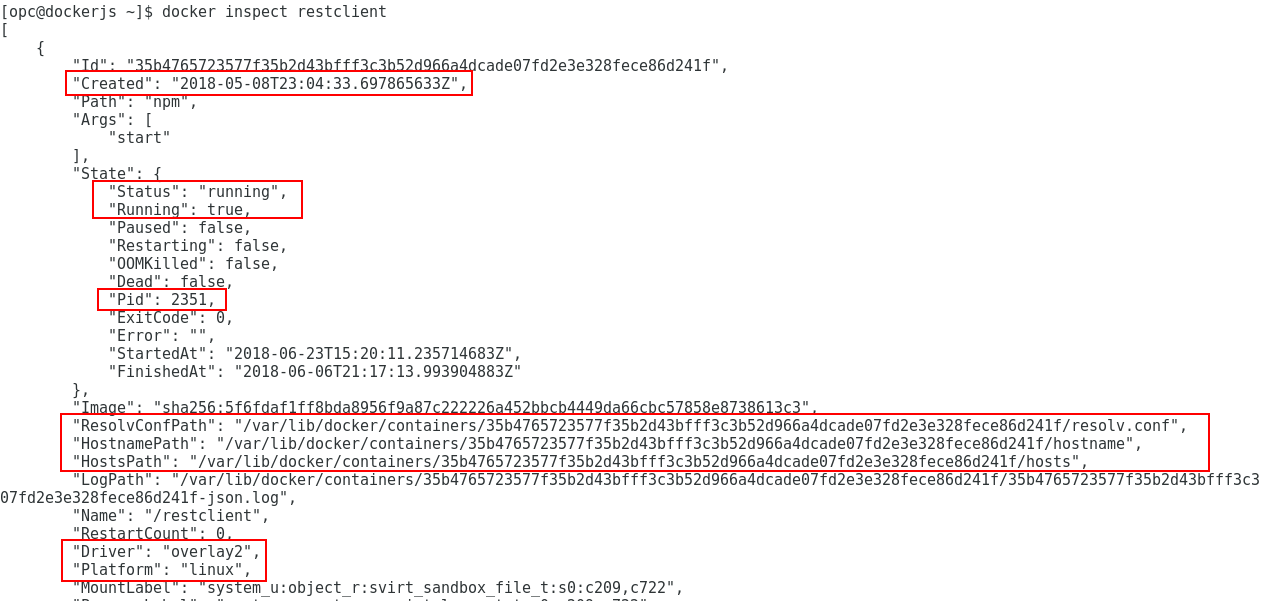 [opc@dockerjs ~]$ docker inspect restclient
[
    {
        "Id": "35b4765723577f35b2d43bfff3c3b52d966a4dcade07fd2e3e328fece86d241f",
        "Created": "2018-05-08T23:04:33.697865633Z",
        "Path": "npm",
        "Args": [
            "start"
        ],
        "State": {
            "Status": "running",
            "Running": true,
            "Paused": false,
            "Restarting": false,
            "OOMKilled": false,
            "Dead": false,
            "Pid": 2351,
            "ExitCode": 0,
            "Error": "",
            "StartedAt": "2018-06-23T15:20:11.235714683Z",
            "FinishedAt": "2018-06-06T21:17:13.993904883Z"
        },
        "Image": "sha256:5f6fdaf1ff8bda8956f9a87c222226a452bbcb4449da66cbc57858e8738613c3",
        "ResolvConfPath": "/var/lib/docker/containers/35b4765723577f35b2d43bfff3c3b52d966a4dcade07fd2e3e328fece86d241f/resolv.conf",
        "HostnamePath": "/var/lib/docker/containers/35b4765723577f35b2d43bfff3c3b52d966a4dcade07fd2e3e328fece86d241f/hostname",
        "HostsPath": "/var/lib/docker/containers/35b4765723577f35b2d43bfff3c3b52d966a4dcade07fd2e3e328fece86d241f/hosts",
        "LogPath": "/var/lib/docker/containers/35b4765723577f35b2d43bfff3c3b52d966a4dcade07fd2e3e328fece86d241f/35b4765723577f35b2d43bfff3c3
07fd2e3e328fece86d241f-json.log",
        "Name": "/restclient",
        "RestartCount": 0,
        "Driver": "overlay2",
        "Platform": "linux",
        "MountLabel": "system_u:object_r:svirt_sandbox_file_t:s0:c209,c722",